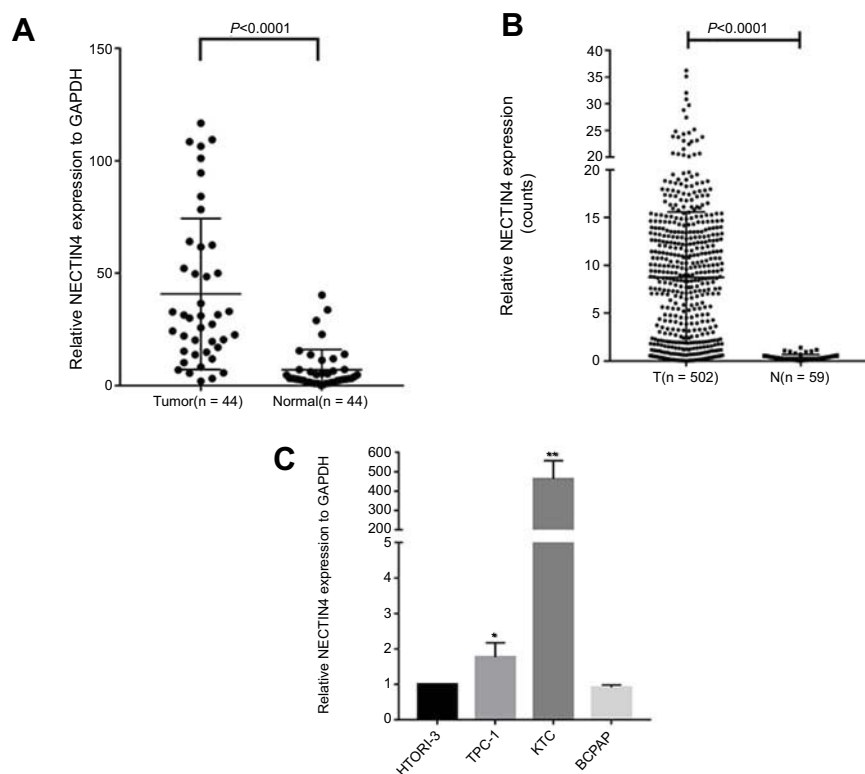 A
P<0.0001
Relative NECTIN4 expression to GAPDH
150
100
50
0
Tumor(n = 44) Normal(n = 44)
B
P<0.0001
Relative NECTIN4 expression
(counts)
40
35
30
25
20
20
15
10
5
0
T(n = 502) N(n = 59)
C
Relative NECTIN4 expression to GAPDH
600
500
400
300
200
5
4
3
2
1
0
*
**
HTORI-3 TPC-1 KTC BCPAP